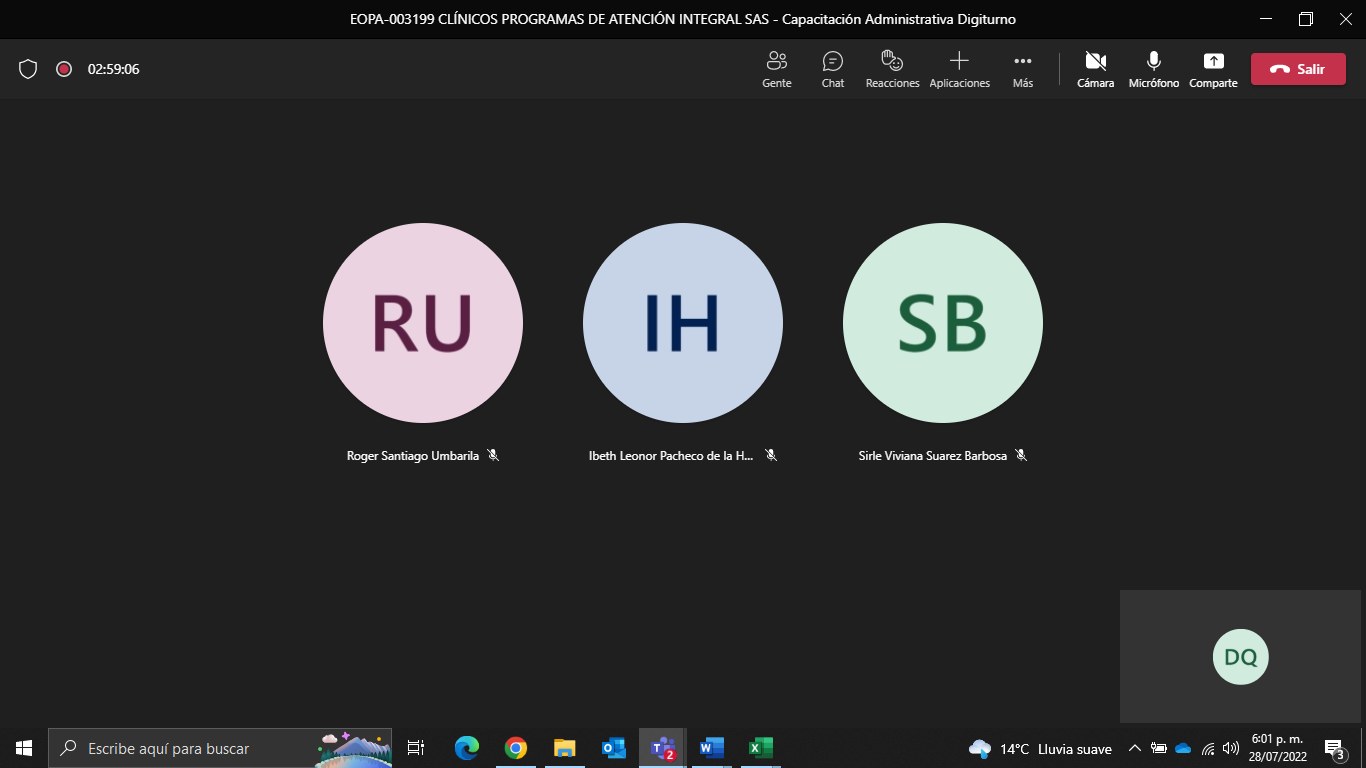 EOPA-003199 CLÍNICOS PROGRAMAS DE ATENCIÓN INTEGRAL SAS - Capacitación Administrativa Digiturno
02:59:06
Gente
Chat
Reacciones
Aplicaciones
Más
Cámara
Micrófono
Comparte
Salir
RU
IH
SB
Roger Santiago Umbarila
Ibeth Leonor Pacheco de la H...
Sirle Viviana Suarez Barbosa
DQ
Escribe aquí para buscar
2
14°C Lluvia suave
6:01 p. m.
28/07/2022
3